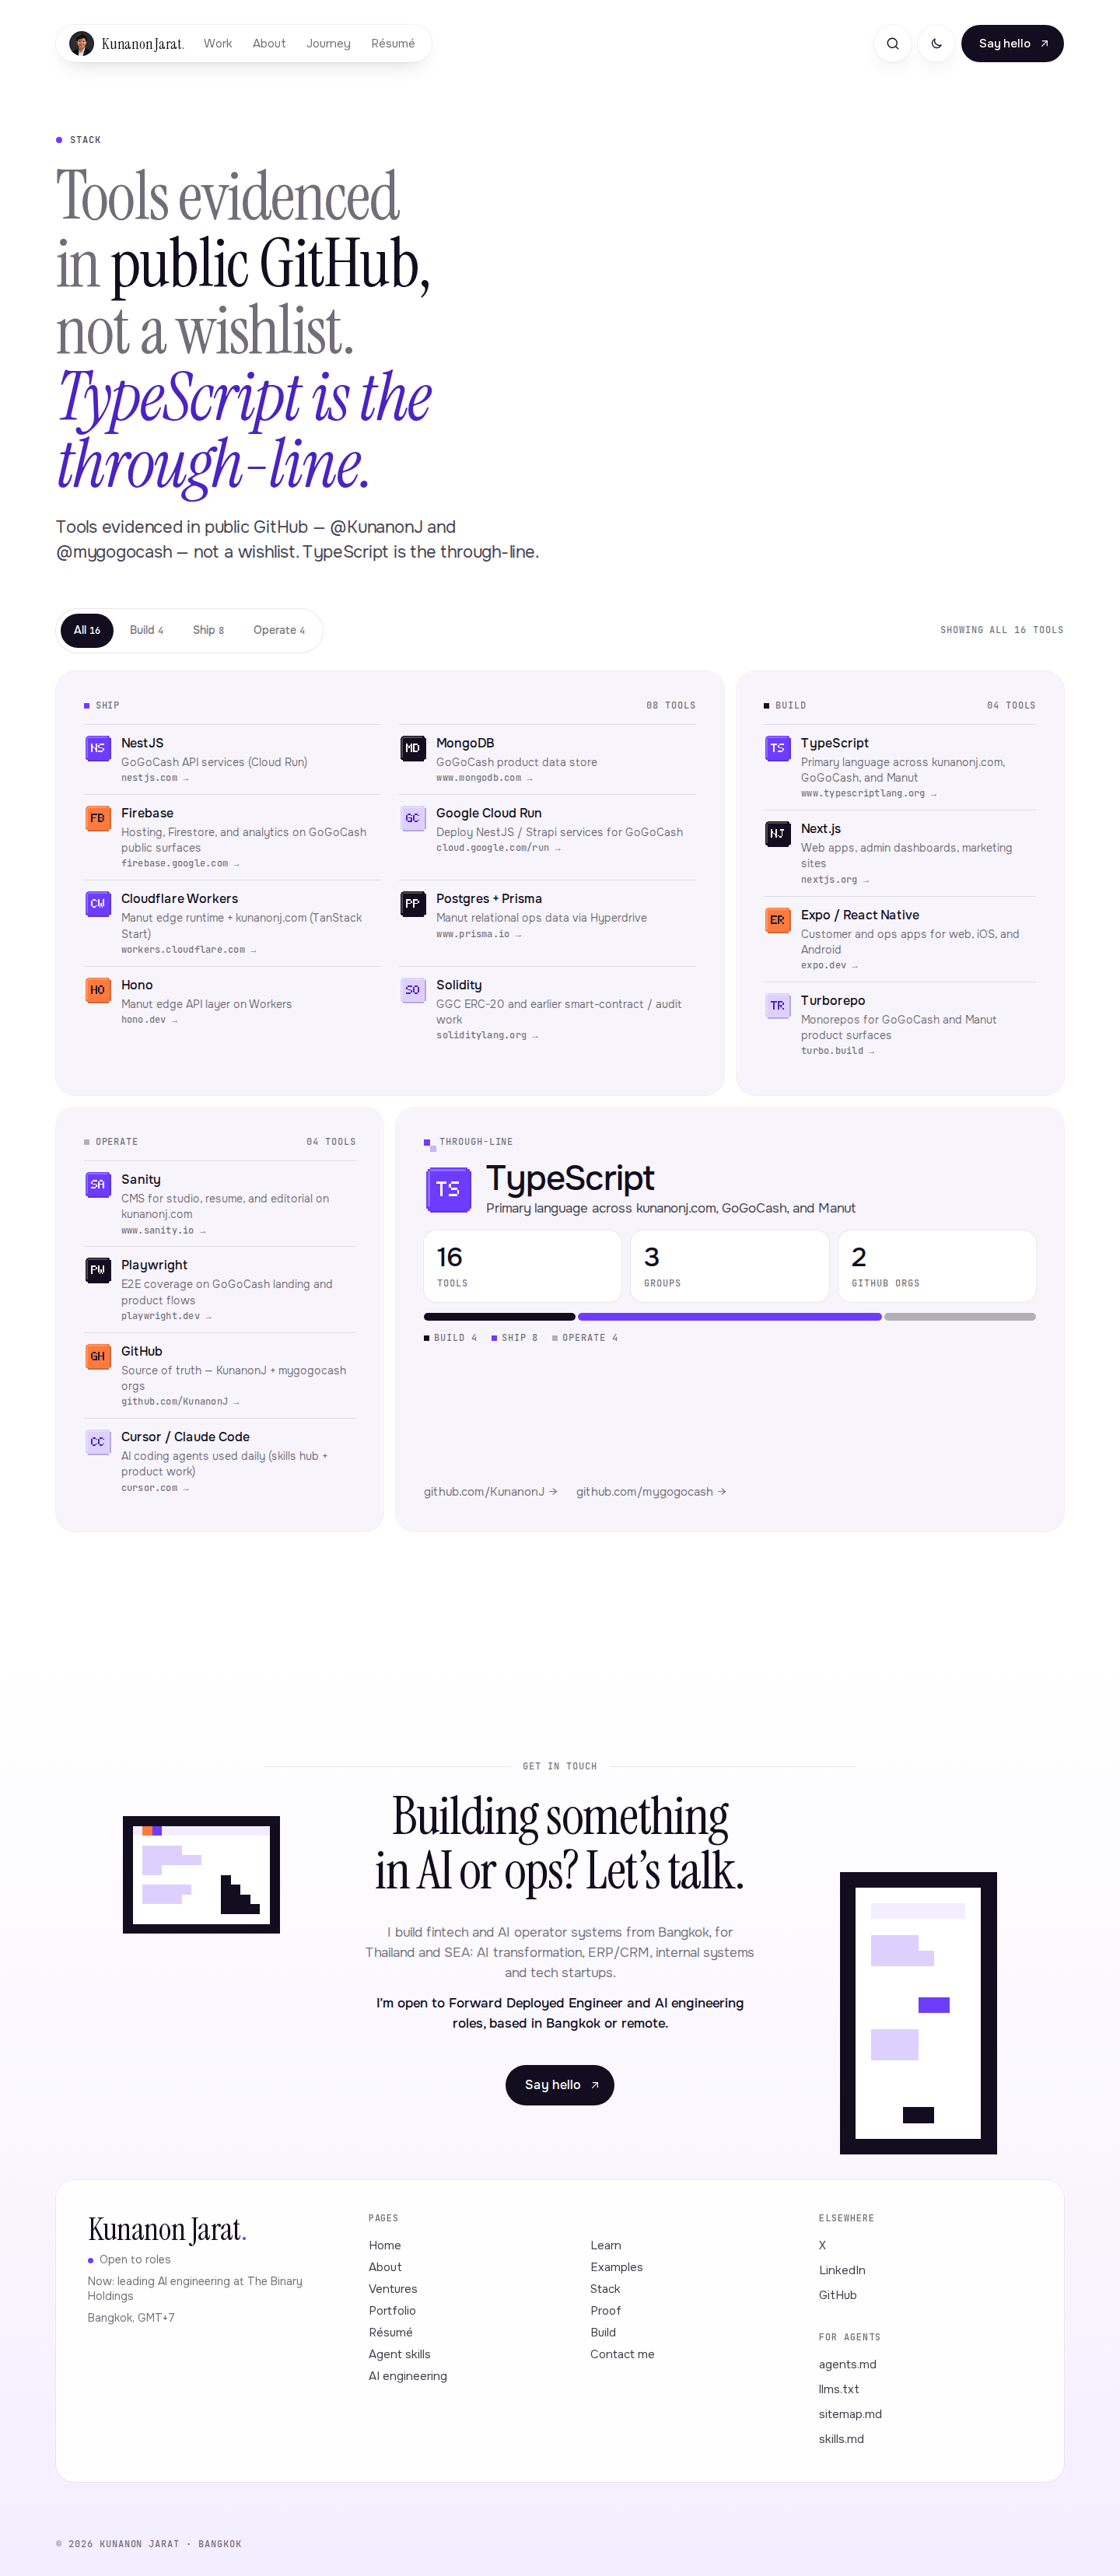 Kunanon Jarat.
Work
About
Journey
Résumé
Say hello
STACK
Tools evidenced
in public GitHub,
not a wishlist.
TypeScript is the
through-line.
Tools evidenced in public GitHub — @KunanonJ and
@mygogocash — not a wishlist. TypeScript is the through-line.
All 16
Build 4
Ship 8
Operate 4
SHOWING ALL 16 TOOLS
SHIP
08 TOOLS
NS
NestJS
GoGoCash API services (Cloud Run)
nestjs.com →
MD
MongoDB
GoGoCash product data store
www.mongodb.com →
FB
Firebase
Hosting, Firestore, and analytics on GoGoCash
public surfaces
firebase.google.com →
GC
Google Cloud Run
Deploy NestJS / Strapi services for GoGoCash
cloud.google.com/run →
CW
Cloudflare Workers
Manut edge runtime + kunanonj.com (TanStack
Start)
workers.cloudflare.com →
PP
Postgres + Prisma
Manut relational ops data via Hyperdrive
www.prisma.io →
HO
Hono
Manut edge API layer on Workers
hono.dev →
SO
Solidity
GGC ERC-20 and earlier smart-contract / audit
work
soliditylang.org →
BUILD
04 TOOLS
TS
TypeScript
Primary language across kunanonj.com,
GoGoCash, and Manut
www.typescriptlang.org →
NJ
Next.js
Web apps, admin dashboards, marketing
sites
nextjs.org →
ER
Expo / React Native
Customer and ops apps for web, iOS, and
Android
expo.dev →
TR
Turborepo
Monorepos for GoGoCash and Manut
product surfaces
turbo.build →
OPERATE
04 TOOLS
SA
Sanity
CMS for studio, resume, and editorial on
kunanonj.com
www.sanity.io →
PW
Playwright
E2E coverage on GoGoCash landing and
product flows
playwright.dev →
GH
GitHub
Source of truth — KunanonJ + mygogocash
orgs
github.com/KunanonJ →
CC
Cursor / Claude Code
AI coding agents used daily (skills hub +
product work)
cursor.com →
THROUGH-LINE
TS
TypeScript
Primary language across kunanonj.com, GoGoCash, and Manut
16
TOOLS
3
GROUPS
2
GITHUB ORGS
BUILD 4
SHIP 8
OPERATE 4
github.com/KunanonJ →
github.com/mygogocash →
GET IN TOUCH
Building something
in AI or ops? Let's talk.
I build fintech and AI operator systems from Bangkok, for
Thailand and SEA: AI transformation, ERP/CRM, internal systems
and tech startups.
I'm open to Forward Deployed Engineer and AI engineering
roles, based in Bangkok or remote.
Say hello
Kunanon Jarat.
Open to roles
Now: leading AI engineering at The Binary
Holdings
Bangkok, GMT+7
PAGES
Home
About
Ventures
Portfolio
Résumé
Agent skills
AI engineering
Learn
Examples
Stack
Proof
Build
Contact me
ELSEWHERE
X
LinkedIn
GitHub
FOR AGENTS
agents.md
llms.txt
sitemap.md
skills.md
© 2026 KUNANON JARAT · BANGKOK